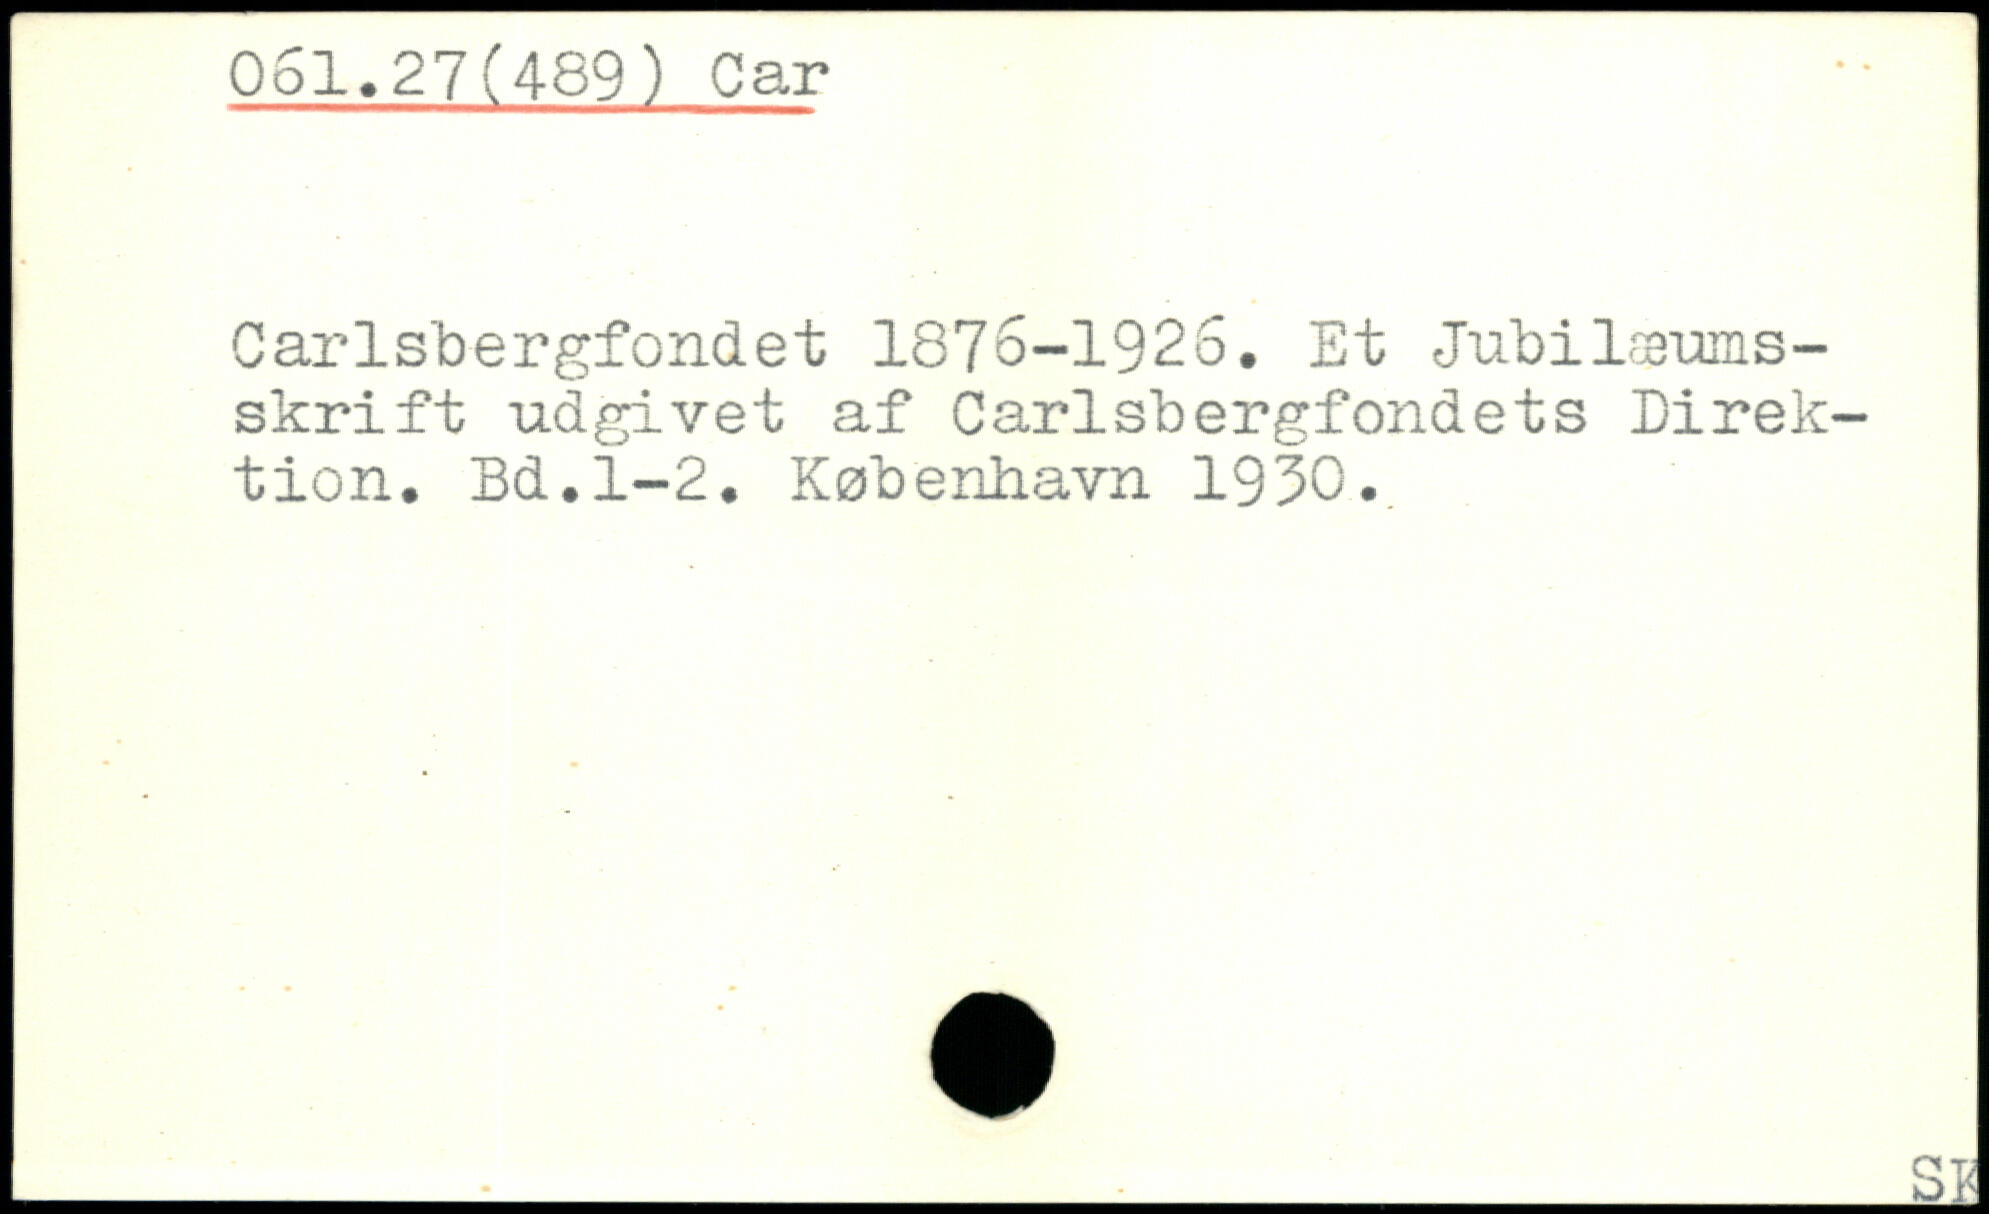 061.27(489) Car
Carlsbergfondet 1876-1926. Et Jubilæums-
skrift udgivet af Carlsbergfondets Direk-
tion. Bd.1-2. København 1930.
SK